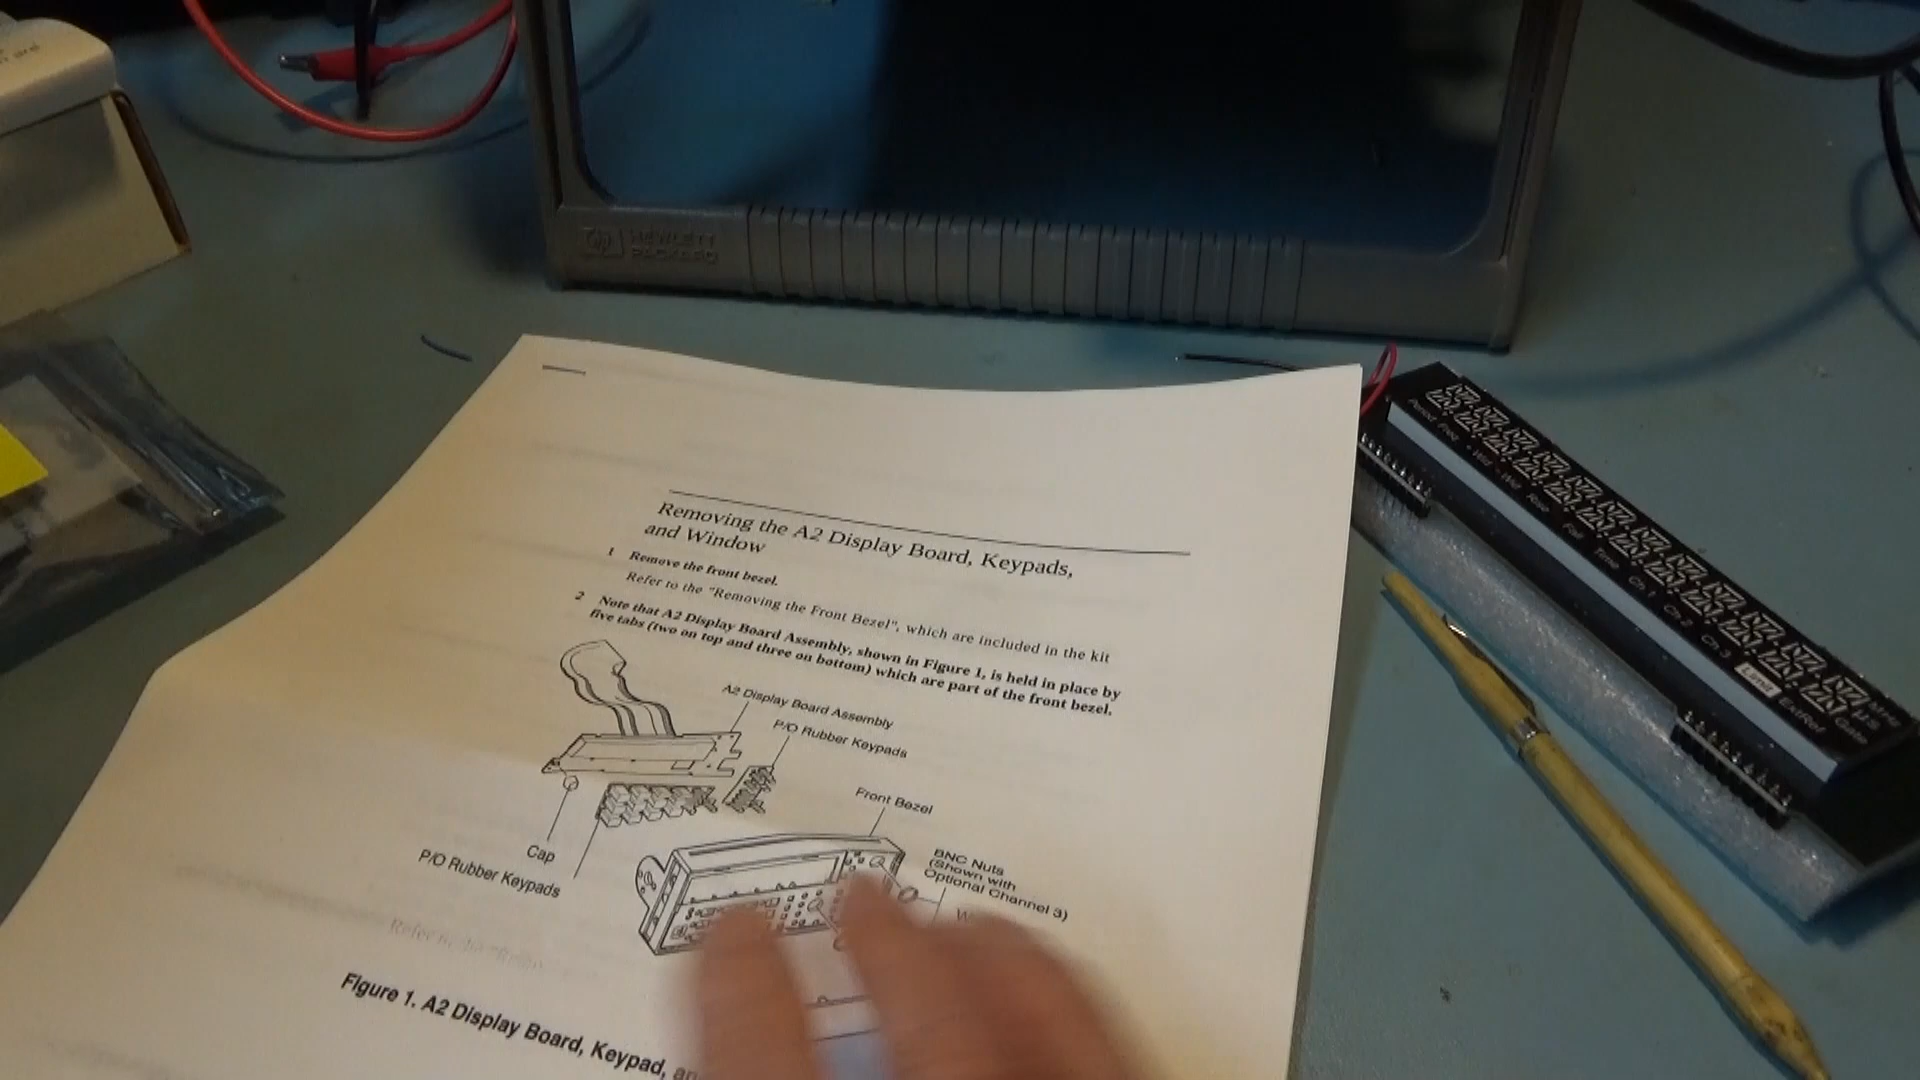 HEWLETT
PACKARD
Removing the A2 Display Board, Keypads,
and Window
1 Remove the front bezel.
Refer to the "Removing the Front Bezel", which are included in the kit
2 Note that A2 Display Board Assembly, shown in Figure 1, is held in place by
five tabs (two on top and three on bottom) which are part of the front bezel.
A2 Display Board Assembly
P/O Rubber Keypads
Front Bezel
BNC Nuts
(Shown with
Optional Channel 3)
Cap
P/O Rubber Keypads
Figure 1. A2 Display Board, Keypad,
Period Freq + Wid - Wid Rise Fall Time Ch 1 Ch 2 Ch 3 Limit ExtRef Gate
MHz
µS